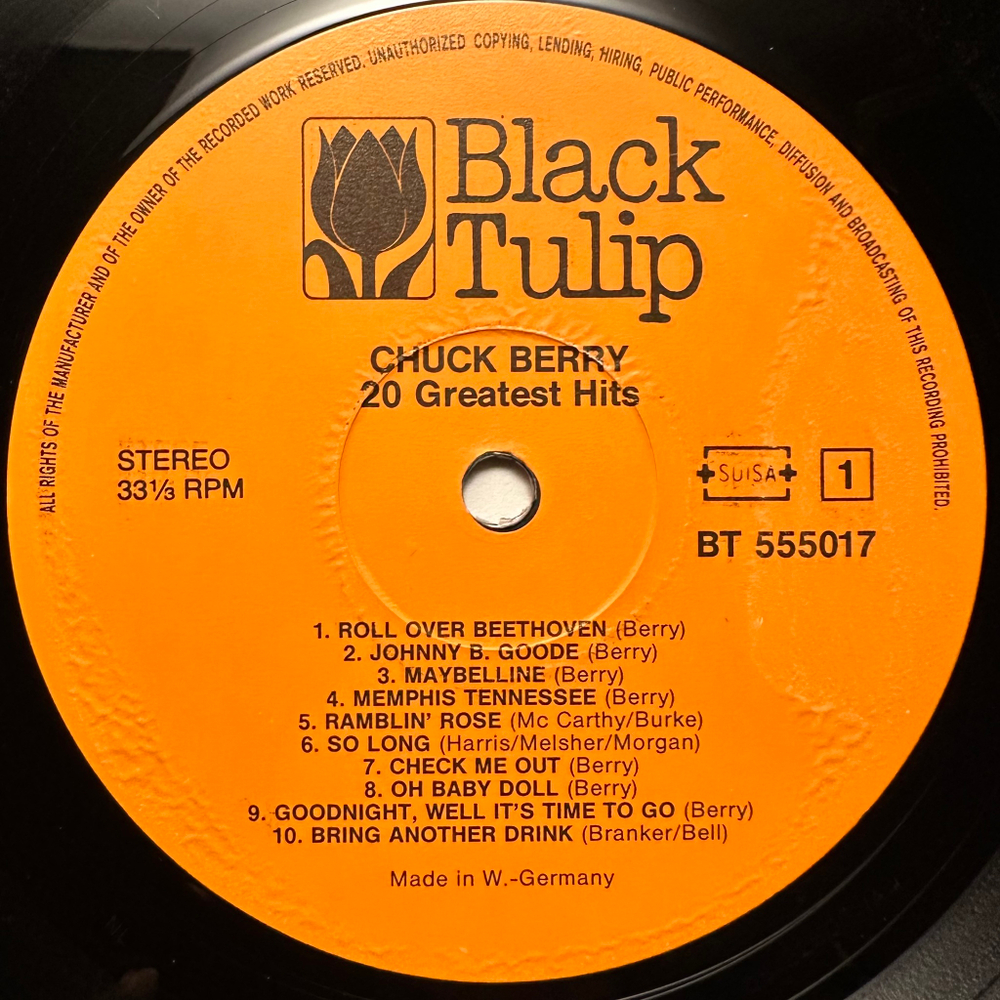 ALL RIGHTS OF THE MANUFACTURER AND OF THE OWNER OF THE RECORDED WORK RESERVED. UNAUTHORIZED COPYING, LENDING, HIRING, PUBLIC PERFORMANCE, DIFFUSION AND BROADCASTING OF THIS RECORDING PROHIBITED.
Black
Tulip
CHUCK BERRY
20 Greatest Hits
STEREO
33⅓ RPM
SUISA
1
BT 555017
1. ROLL OVER BEETHOVEN (Berry)
2. JOHNNY B. GOODE (Berry)
3. MAYBELLINE (Berry)
4. MEMPHIS TENNESSEE (Berry)
5. RAMBLIN' ROSE (Mc Carthy/Burke)
6. SO LONG (Harris/Melsher/Morgan)
7. CHECK ME OUT (Berry)
8. OH BABY DOLL (Berry)
9. GOODNIGHT, WELL IT'S TIME TO GO (Berry)
10. BRING ANOTHER DRINK (Branker/Bell)
Made in W.-Germany